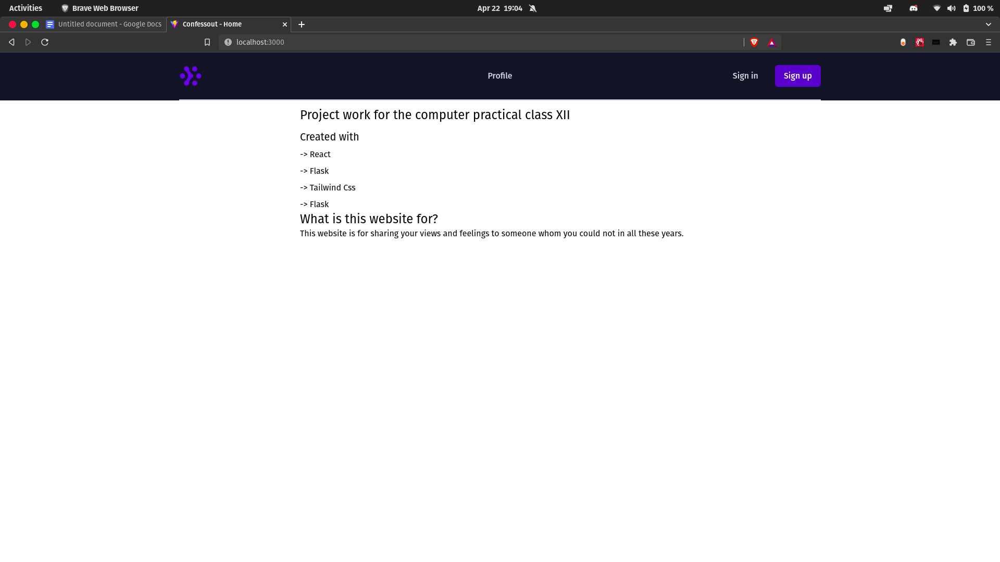 Activities Brave Web Browser Apr 22 19:04 100 %
Untitled document - Google Docs Confessout - Home
localhost:3000
Profile Sign in Sign up
Project work for the computer practical class XII
Created with
-> React
-> Flask
-> Tailwind Css
-> Flask
What is this website for?
This website is for sharing your views and feelings to someone whom you could not in all these years.